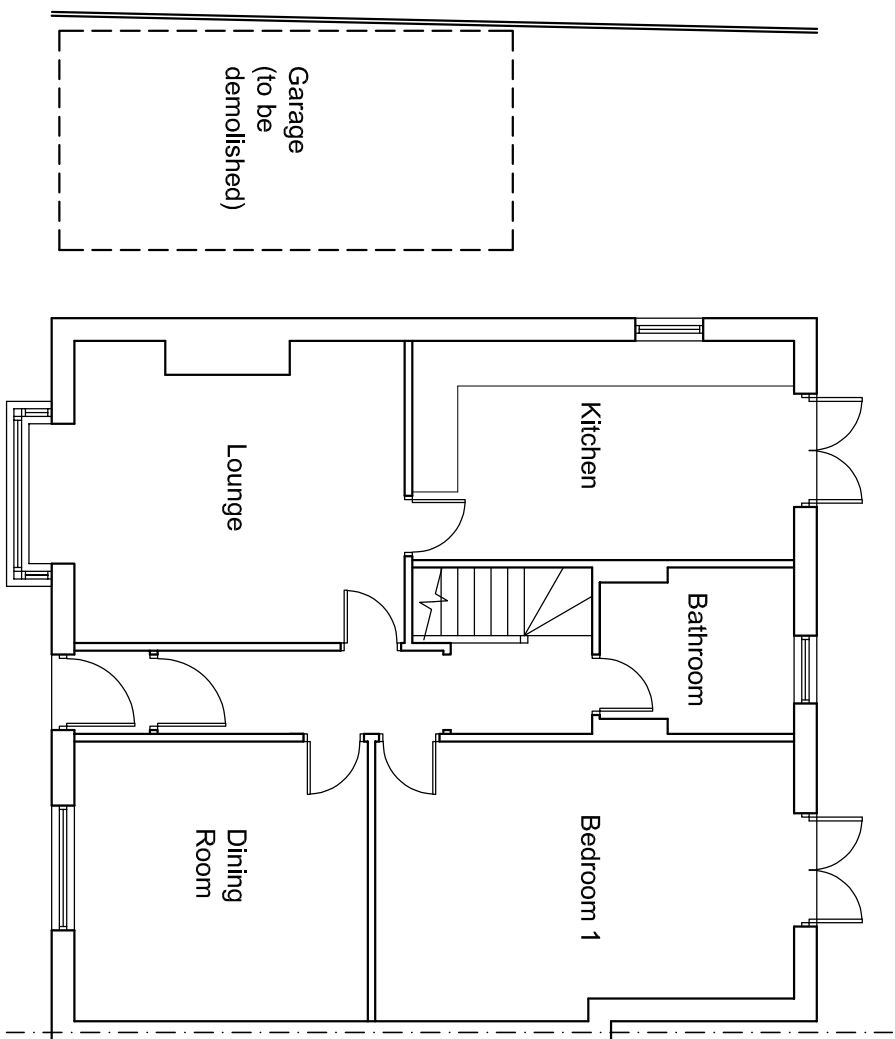 Garage
(to be
demolished)
Kitchen
Lounge
Bathroom
Bedroom 1
Dining
Room